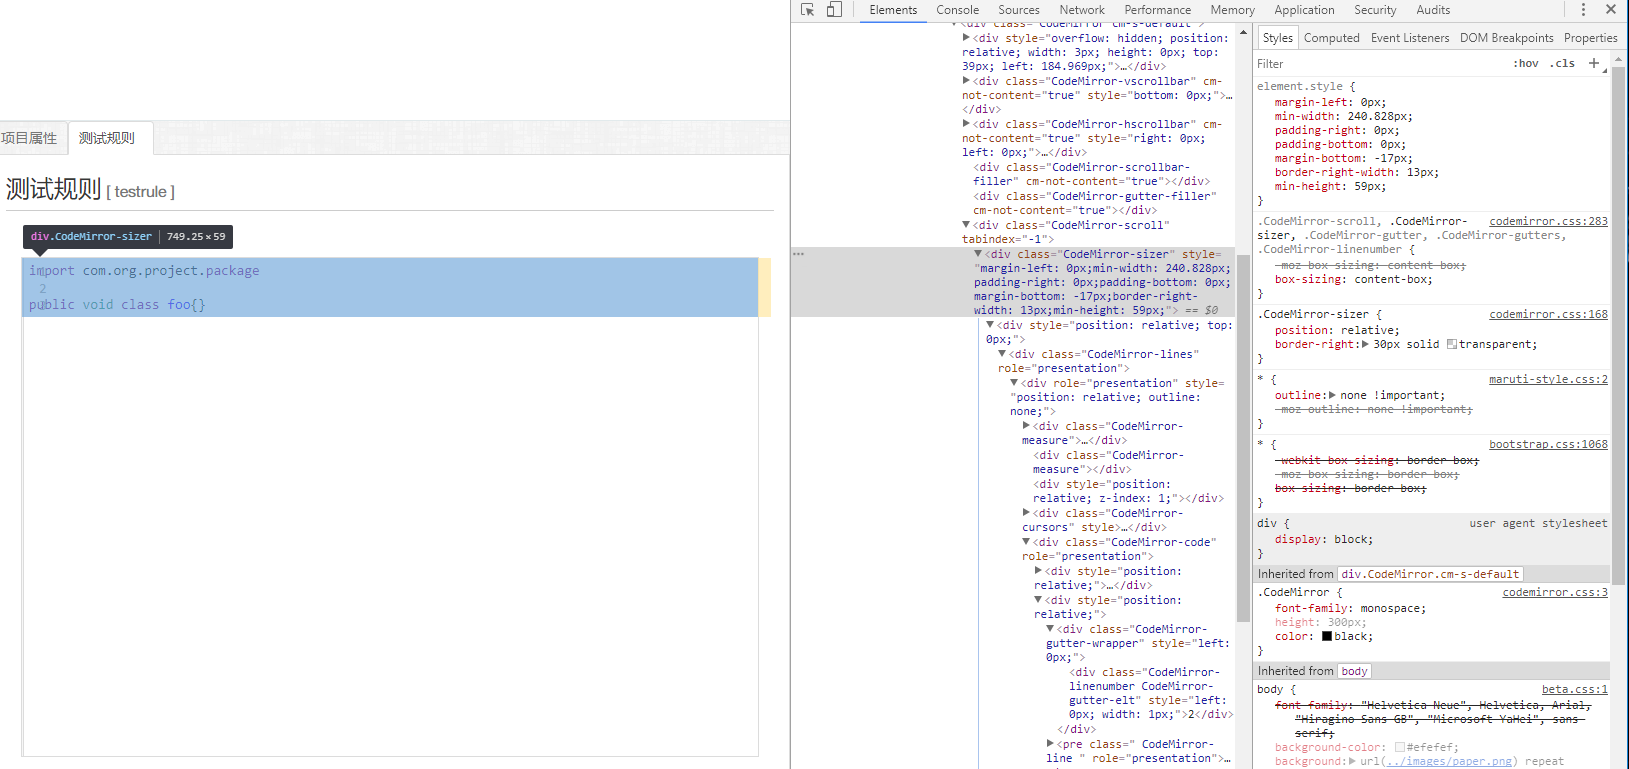 项目属性
测试规则
测试规则 [ testrule ]
div.CodeMirror-sizer 749.25×59
import com.org.project.package
2
public void class foo{}
Elements Console Sources Network Performance Memory Application Security Audits
<div class="CodeMirror cm-s-default">
▶<div style="overflow: hidden; position:
relative; width: 3px; height: 0px; top:
39px; left: 184.969px;">…</div>
▶<div class="CodeMirror-vscrollbar" cm-
not-content="true" style="bottom: 0px;">…
</div>
▶<div class="CodeMirror-hscrollbar" cm-
not-content="true" style="right: 0px;
left: 0px;">…</div>
<div class="CodeMirror-scrollbar-
filler" cm-not-content="true"></div>
<div class="CodeMirror-gutter-filler"
cm-not-content="true"></div>
▼<div class="CodeMirror-scroll"
tabindex="-1">
… ▼<div class="CodeMirror-sizer" style=
"margin-left: 0px;min-width: 240.828px;
padding-right: 0px;padding-bottom: 0px;
margin-bottom: -17px;border-right-
width: 13px;min-height: 59px;"> == $0
▼<div style="position: relative; top:
0px;">
▼<div class="CodeMirror-lines"
role="presentation">
▼<div role="presentation" style=
"position: relative; outline:
none;">
▶<div class="CodeMirror-
measure">…</div>
<div class="CodeMirror-
measure"></div>
<div style="position:
relative; z-index: 1;"></div>
▶<div class="CodeMirror-
cursors" style>…</div>
▼<div class="CodeMirror-code"
role="presentation">
▶<div style="position:
relative;">…</div>
▼<div style="position:
relative;">
▼<div class="CodeMirror-
gutter-wrapper" style="left:
0px;">
<div class="CodeMirror-
linenumber CodeMirror-
gutter-elt" style="left:
0px; width: 1px;">2</div>
</div>
▶<pre class=" CodeMirror-
line " role="presentation">…
Styles Computed Event Listeners DOM Breakpoints Properties
Filter :hov .cls +
element.style {
margin-left: 0px;
min-width: 240.828px;
padding-right: 0px;
padding-bottom: 0px;
margin-bottom: -17px;
border-right-width: 13px;
min-height: 59px;
}
.CodeMirror-scroll, .CodeMirror- codemirror.css:283
sizer, .CodeMirror-gutter, .CodeMirror-gutters,
.CodeMirror-linenumber {
-moz-box-sizing: content-box;
box-sizing: content-box;
}
.CodeMirror-sizer { codemirror.css:168
position: relative;
border-right:▶ 30px solid transparent;
}
* { maruti-style.css:2
outline:▶ none !important;
-moz-outline: none !important;
}
* { bootstrap.css:1068
-webkit-box-sizing: border-box;
-moz-box-sizing: border-box;
box-sizing: border-box;
}
div { user agent stylesheet
display: block;
}
Inherited from div.CodeMirror.cm-s-default
.CodeMirror { codemirror.css:3
font-family: monospace;
height: 300px;
color: black;
}
Inherited from body
body { beta.css:1
font-family: "Helvetica Neue", Helvetica, Arial,
"Hiragino Sans GB", "Microsoft YaHei", sans-
serif;
background-color: #efefef;
background:▶ url(../images/paper.png) repeat